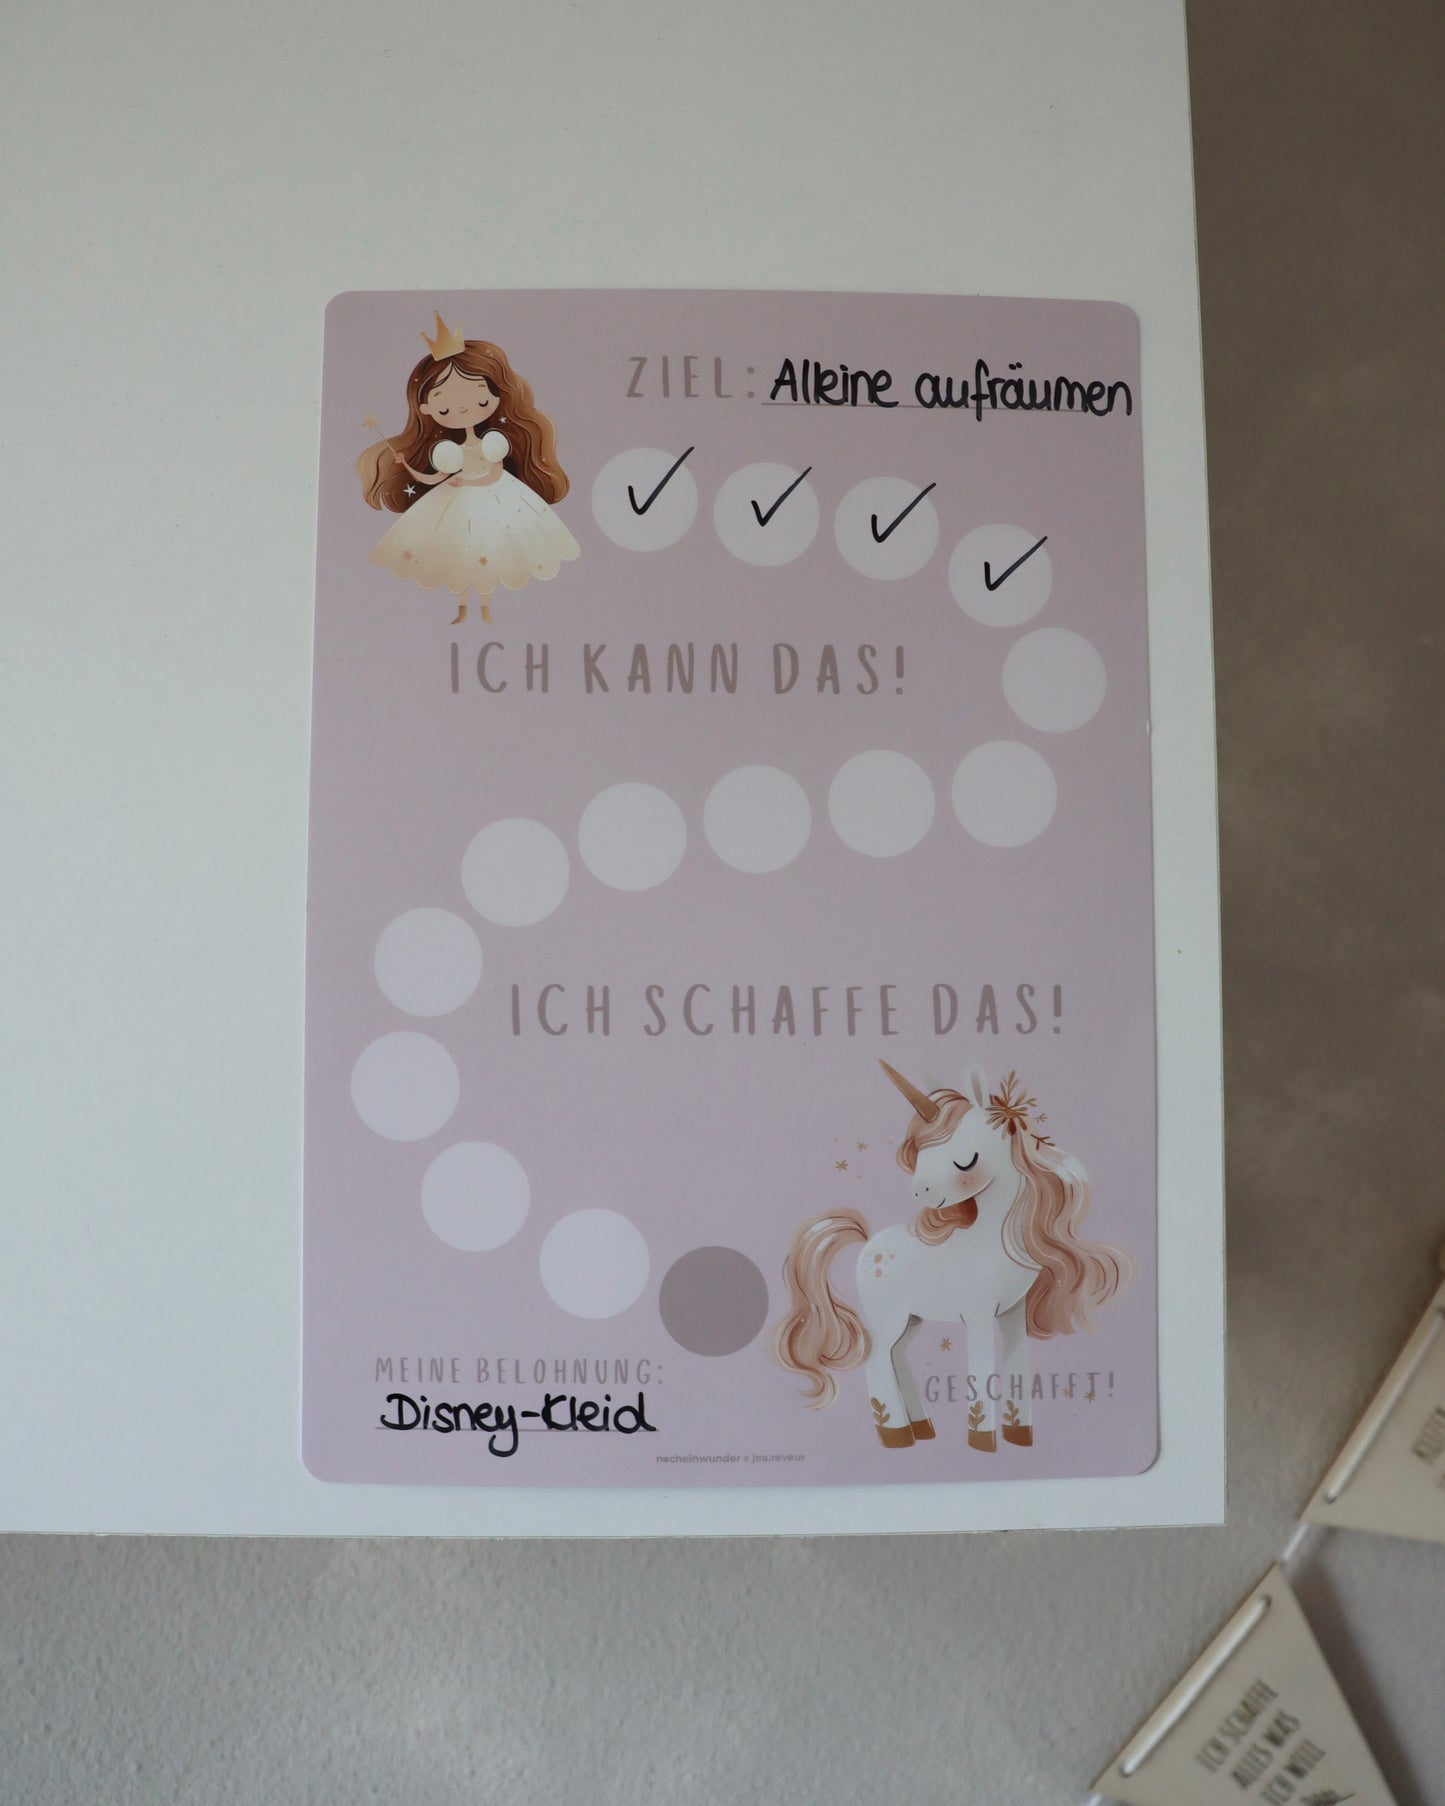 ZIEL: Alleine aufräumen
ICH KANN DAS!
ICH SCHAFFE DAS!
MEINE BELOHNUNG:
Disney-Kleid
GESCHAFFT!
nocheinwunder x jea.reveur
ICH SCHAFFE
ALLES WAS
ICH WILL